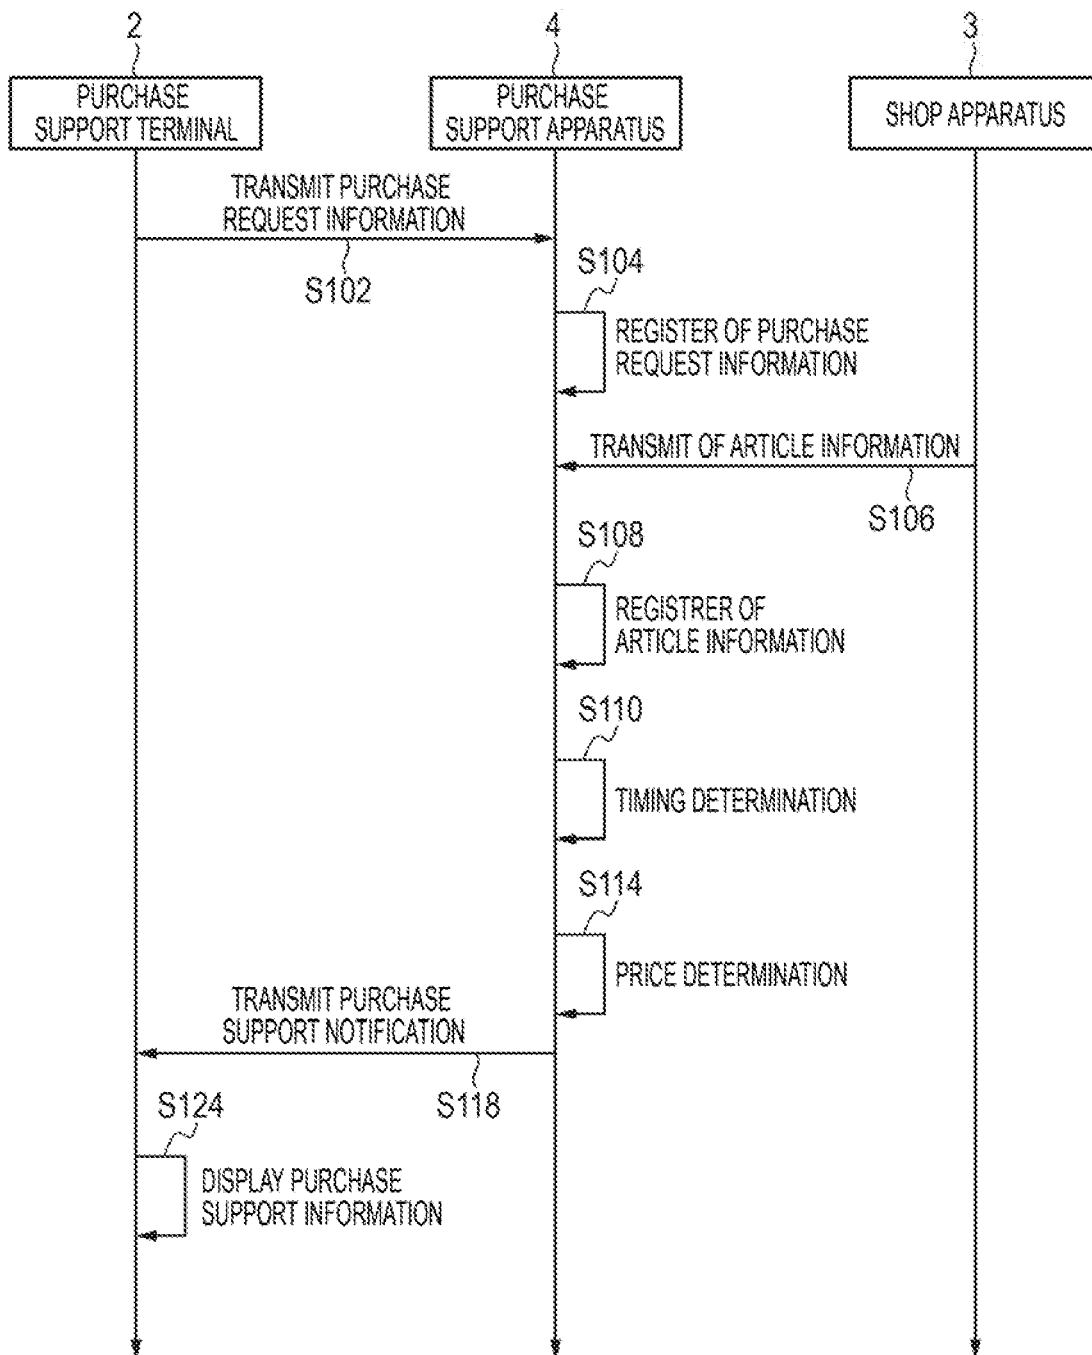 2
4
3
PURCHASE
SUPPORT TERMINAL
PURCHASE
SUPPORT APPARATUS
SHOP APPARATUS
TRANSMIT PURCHASE
REQUEST INFORMATION
S102
S104
REGISTER OF PURCHASE
REQUEST INFORMATION
TRANSMIT OF ARTICLE INFORMATION
S106
S108
REGISTRER OF
ARTICLE INFORMATION
S110
TIMING DETERMINATION
S114
PRICE DETERMINATION
TRANSMIT PURCHASE
SUPPORT NOTIFICATION
S118
S124
DISPLAY PURCHASE
SUPPORT INFORMATION